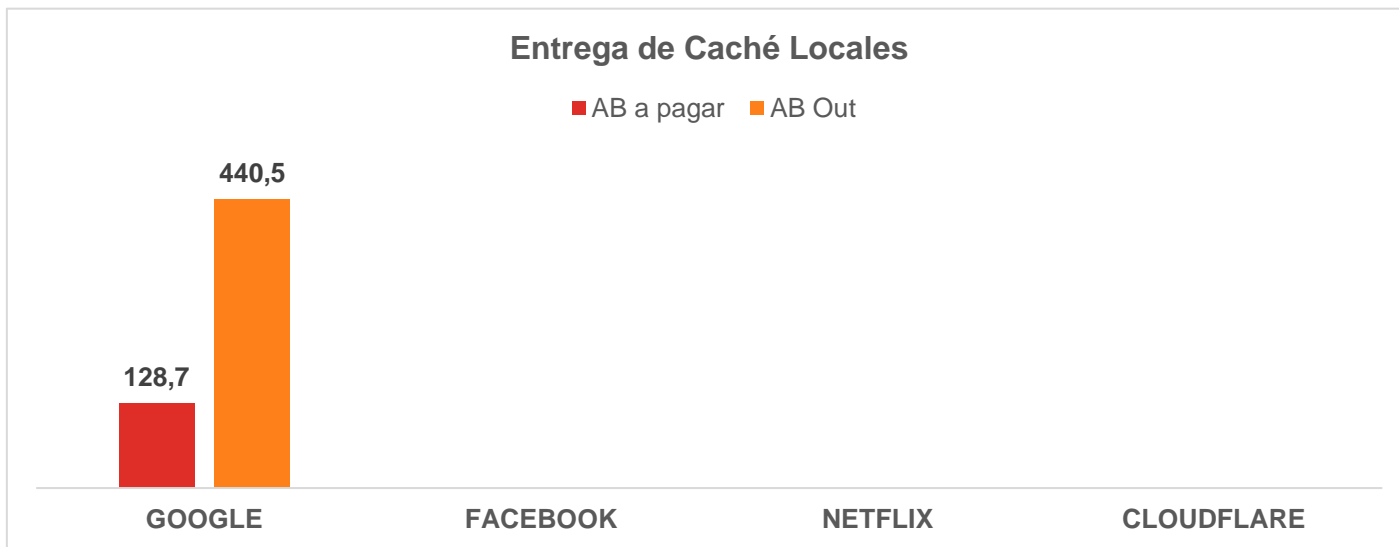 Entrega de Caché Locales
AB a pagar AB Out
440,5
128,7
GOOGLE FACEBOOK NETFLIX CLOUDFLARE